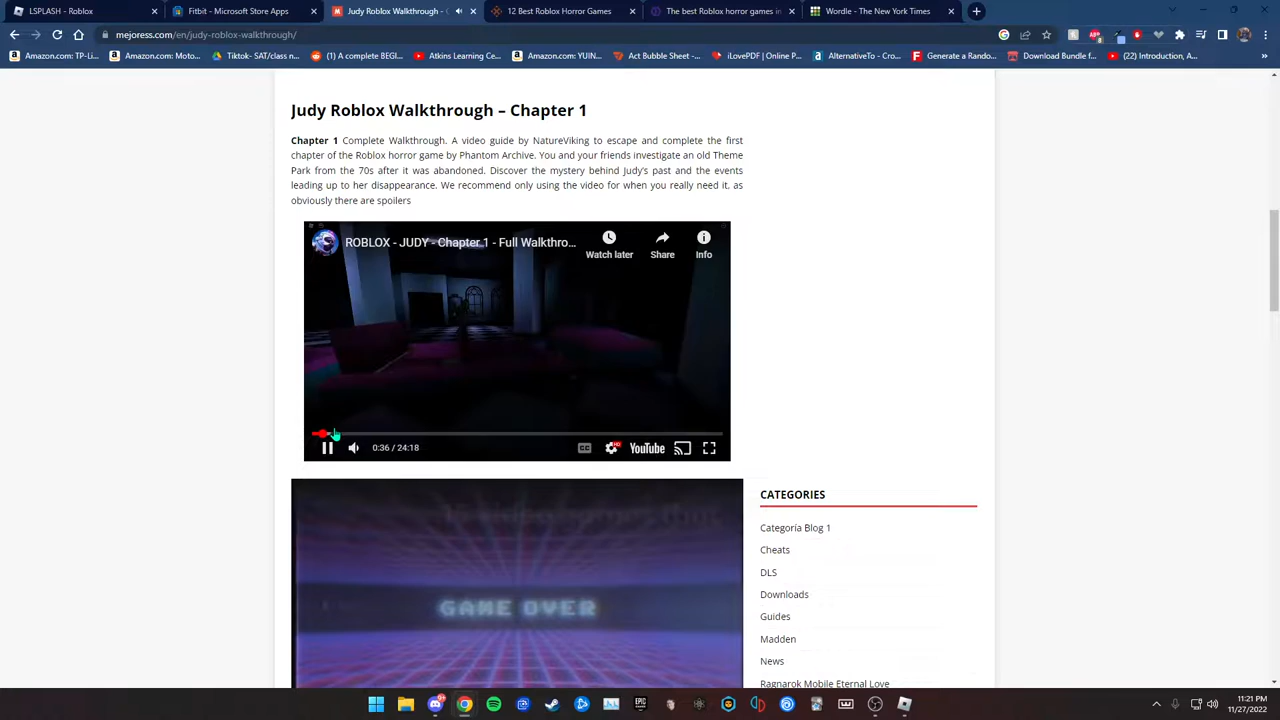 LSPLASH - Roblox
Fitbit - Microsoft Store Apps
Judy Roblox Walkthrough -
12 Best Roblox Horror Games
The best Roblox horror games in
Wordle - The New York Times
mejoress.com/en/judy-roblox-walkthrough/
Amazon.com: TP-Li...
Amazon.com: Moto...
Tiktok- SAT/class n...
(1) A complete BEGI...
Atkins Learning Ce...
Amazon.com: YUIN...
Act Bubble Sheet -...
iLovePDF | Online P...
AlternativeTo - Cro...
Generate a Rando...
Download Bundle f...
(22) Introduction, A...
Judy Roblox Walkthrough – Chapter 1
Chapter 1 Complete Walkthrough. A video guide by NatureViking to escape and complete the first
chapter of the Roblox horror game by Phantom Archive. You and your friends investigate an old Theme
Park from the 70s after it was abandoned. Discover the mystery behind Judy's past and the events
leading up to her disappearance. We recommend only using the video for when you really need it, as
obviously there are spoilers
ROBLOX - JUDY - Chapter 1 - Full Walkthro...
Watch later
Share
Info
0:36 / 24:18
CC
HD
YouTube
GAME OVER
CATEGORIES
Categoría Blog 1
Cheats
DLS
Downloads
Guides
Madden
News
Ragnarok Mobile Eternal Love
11:21 PM
11/27/2022